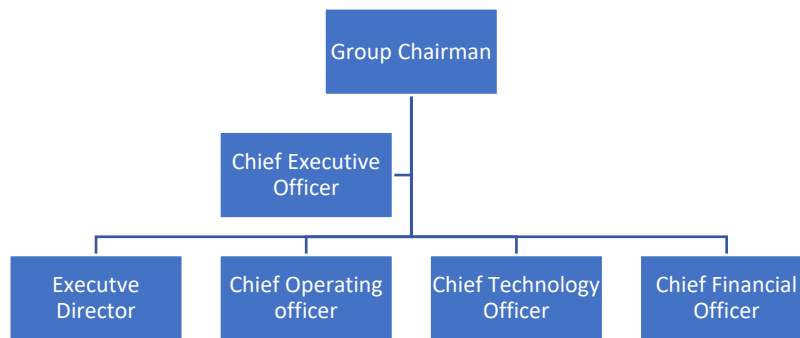 Group Chairman
Chief Executive
Officer
Executve
Director
Chief Operating
officer
Chief Technology
Officer
Chief Financial
Officer